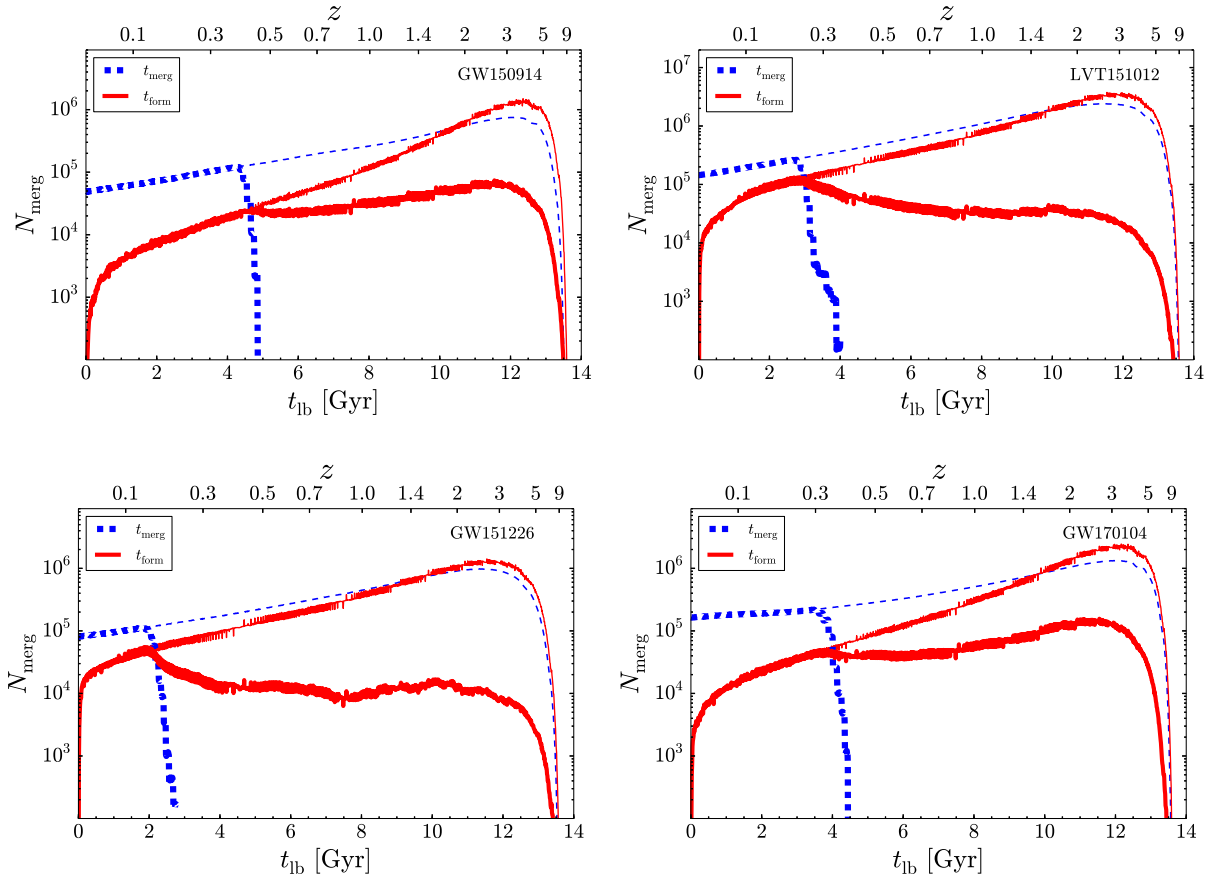 z
0.1 0.3 0.5 0.7 1.0 1.4 2 3 5 9
t_merg
t_form
GW150914
10^6
10^5
10^4
10^3
N_merg
0 2 4 6 8 10 12 14
t_lb [Gyr]
z
0.1 0.3 0.5 0.7 1.0 1.4 2 3 5 9
t_merg
t_form
LVT151012
10^7
10^6
10^5
10^4
10^3
N_merg
0 2 4 6 8 10 12 14
t_lb [Gyr]
z
0.1 0.3 0.5 0.7 1.0 1.4 2 3 5 9
t_merg
t_form
GW151226
10^6
10^5
10^4
10^3
N_merg
0 2 4 6 8 10 12 14
t_lb [Gyr]
z
0.1 0.3 0.5 0.7 1.0 1.4 2 3 5 9
t_merg
t_form
GW170104
10^6
10^5
10^4
10^3
N_merg
0 2 4 6 8 10 12 14
t_lb [Gyr]